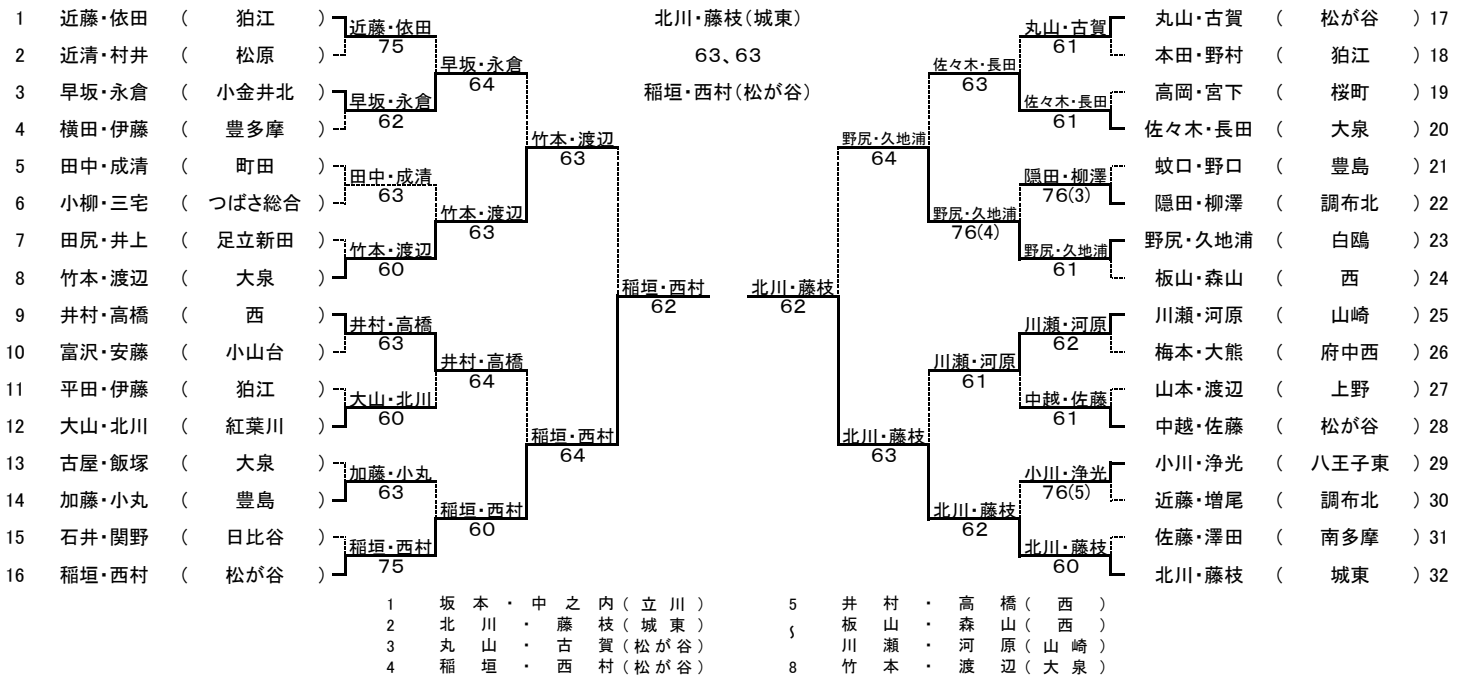 北川・藤枝(城東)
63、63
稲垣・西村(松が谷)
1 近藤・依田 ( 狛江 )
2 近清・村井 ( 松原 )
3 早坂・永倉 ( 小金井北 )
4 横田・伊藤 ( 豊多摩 )
5 田中・成清 ( 町田 )
6 小柳・三宅 ( つばさ総合 )
7 田尻・井上 ( 足立新田 )
8 竹本・渡辺 ( 大泉 )
9 井村・高橋 ( 西 )
10 富沢・安藤 ( 小山台 )
11 平田・伊藤 ( 狛江 )
12 大山・北川 ( 紅葉川 )
13 古屋・飯塚 ( 大泉 )
14 加藤・小丸 ( 豊島 )
15 石井・関野 ( 日比谷 )
16 稲垣・西村 ( 松が谷 )
近藤・依田
75
早坂・永倉
62
田中・成清
63
竹本・渡辺
60
井村・高橋
63
大山・北川
60
加藤・小丸
63
稲垣・西村
75
早坂・永倉
64
竹本・渡辺
63
井村・高橋
64
稲垣・西村
60
竹本・渡辺
63
稲垣・西村
64
稲垣・西村
62
北川・藤枝
62
野尻・久地浦
64
北川・藤枝
63
佐々木・長田
63
野尻・久地浦
76(4)
川瀬・河原
61
北川・藤枝
62
丸山・古賀
61
佐々木・長田
61
隠田・柳澤
76(3)
野尻・久地浦
61
川瀬・河原
62
中越・佐藤
61
小川・浄光
76(5)
北川・藤枝
60
丸山・古賀 ( 松が谷 ) 17
本田・野村 ( 狛江 ) 18
高岡・宮下 ( 桜町 ) 19
佐々木・長田 ( 大泉 ) 20
蚊口・野口 ( 豊島 ) 21
隠田・柳澤 ( 調布北 ) 22
野尻・久地浦 ( 白鴎 ) 23
板山・森山 ( 西 ) 24
川瀬・河原 ( 山崎 ) 25
梅本・大熊 ( 府中西 ) 26
山本・渡辺 ( 上野 ) 27
中越・佐藤 ( 松が谷 ) 28
小川・浄光 ( 八王子東 ) 29
近藤・増尾 ( 調布北 ) 30
佐藤・澤田 ( 南多摩 ) 31
北川・藤枝 ( 城東 ) 32
1 坂本・中之内(立川)
2 北川・藤枝(城東)
3 丸山・古賀(松が谷)
4 稲垣・西村(松が谷)
5 井村・高橋(西)
〜 板山・森山(西)
川瀬・河原(山崎)
8 竹本・渡辺(大泉)